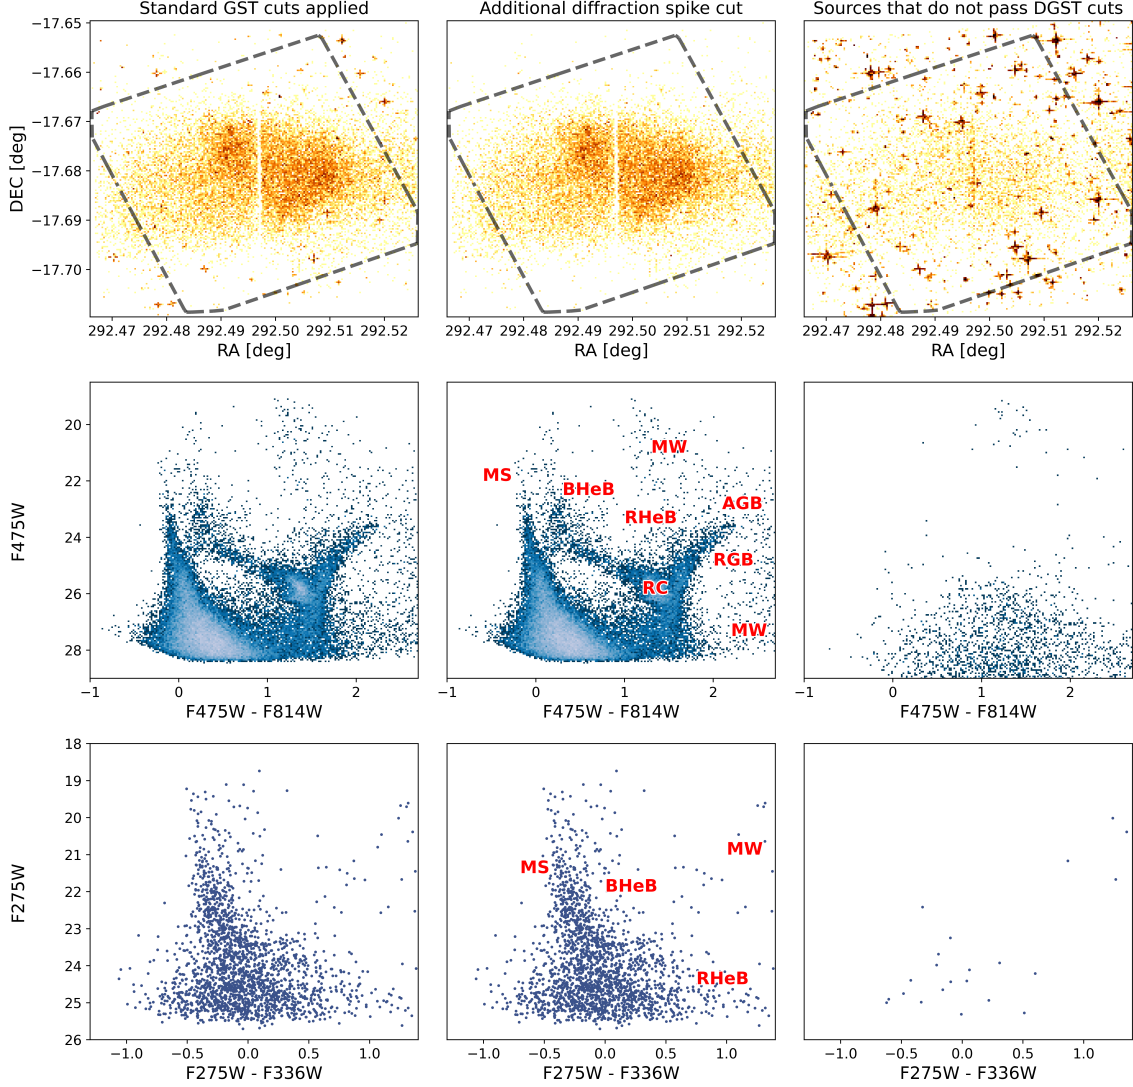 Standard GST cuts applied
Additional diffraction spike cut
Sources that do not pass DGST cuts
−17.65
−17.66
−17.67
−17.68
−17.69
−17.70
DEC [deg]
292.47 292.48 292.49 292.50 292.51 292.52
292.47 292.48 292.49 292.50 292.51 292.52
292.47 292.48 292.49 292.50 292.51 292.52
RA [deg]
RA [deg]
RA [deg]
20
22
24
26
28
F475W
MW
MS
BHeB
AGB
RHeB
RGB
RC
MW
−1 0 1 2
−1 0 1 2
−1 0 1 2
F475W - F814W
F475W - F814W
F475W - F814W
18
19
20
21
22
23
24
25
26
F275W
MW
MS
BHeB
RHeB
−1.0 −0.5 0.0 0.5 1.0
−1.0 −0.5 0.0 0.5 1.0
−1.0 −0.5 0.0 0.5 1.0
F275W - F336W
F275W - F336W
F275W - F336W